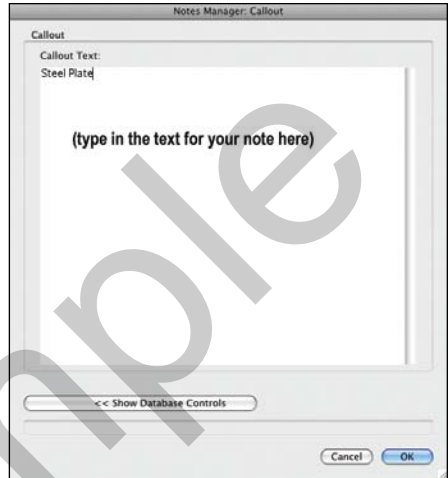 Notes Manager: Callout
Callout
Callout Text:
Steel Plate
(type in the text for your note here)
<< Show Database Controls
Cancel OK
mple